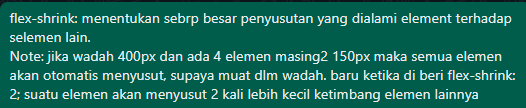 flex-shrink: menentukan sebrp besar penyusutan yang dialami element terhadap
selemen lain.
Note: jika wadah 400px dan ada 4 elemen masing2 150px maka semua elemen
akan otomatis menyusut, supaya muat dlm wadah. baru ketika di beri flex-shrink:
2; suatu elemen akan menyusut 2 kali lebih kecil ketimbang elemen lainnya